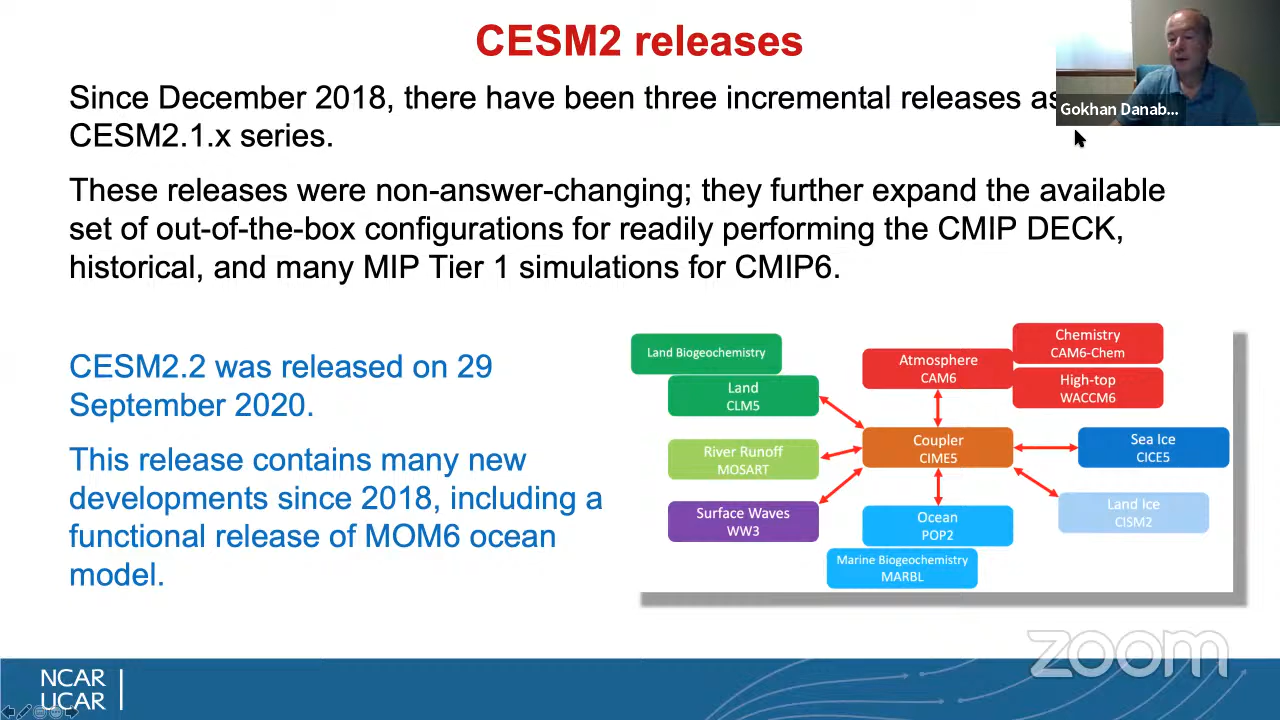 CESM2 releases
Since December 2018, there have been three incremental releases as
CESM2.1.x series.
Gokhan Danab...
These releases were non-answer-changing; they further expand the available
set of out-of-the-box configurations for readily performing the CMIP DECK,
historical, and many MIP Tier 1 simulations for CMIP6.
CESM2.2 was released on 29
September 2020.
This release contains many new
developments since 2018, including a
functional release of MOM6 ocean
model.
Land Biogeochemistry
Land
CLM5
River Runoff
MOSART
Surface Waves
WW3
Atmosphere
CAM6
Chemistry
CAM6-Chem
High-top
WACCM6
Coupler
CIME5
Sea Ice
CICE5
Land Ice
CISM2
Ocean
POP2
Marine Biogeochemistry
MARBL
zoom
NCAR
UCAR